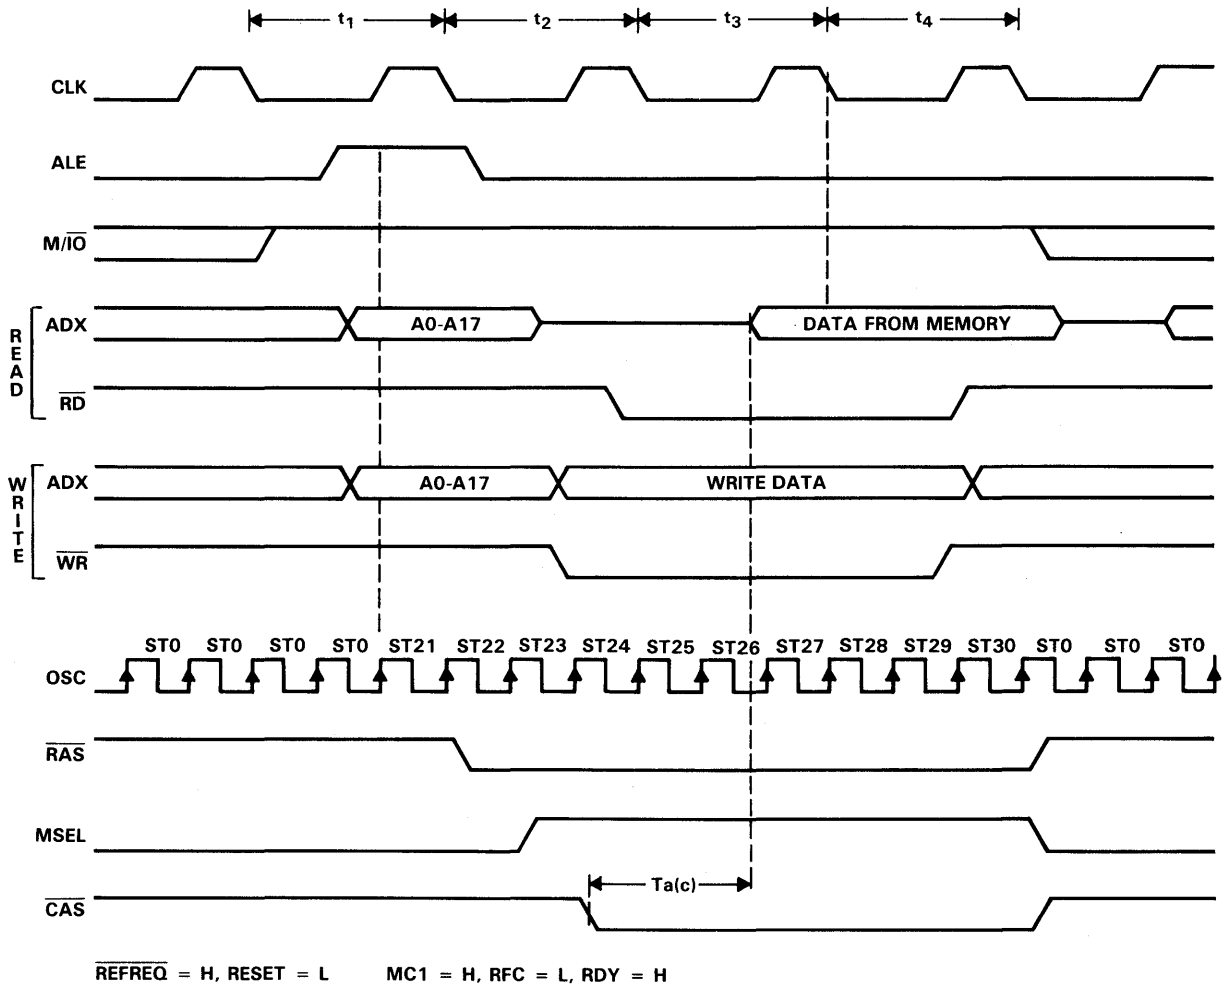 t1 t2 t3 t4
CLK
ALE
M/IO
READ
ADX A0-A17 DATA FROM MEMORY
RD
WRITE
ADX A0-A17 WRITE DATA
WR
ST0 ST0 ST0 ST0 ST21 ST22 ST23 ST24 ST25 ST26 ST27 ST28 ST29 ST30 ST0 ST0 ST0
OSC
RAS
MSEL
Ta(c)
CAS
REFREQ = H, RESET = L MC1 = H, RFC = L, RDY = H